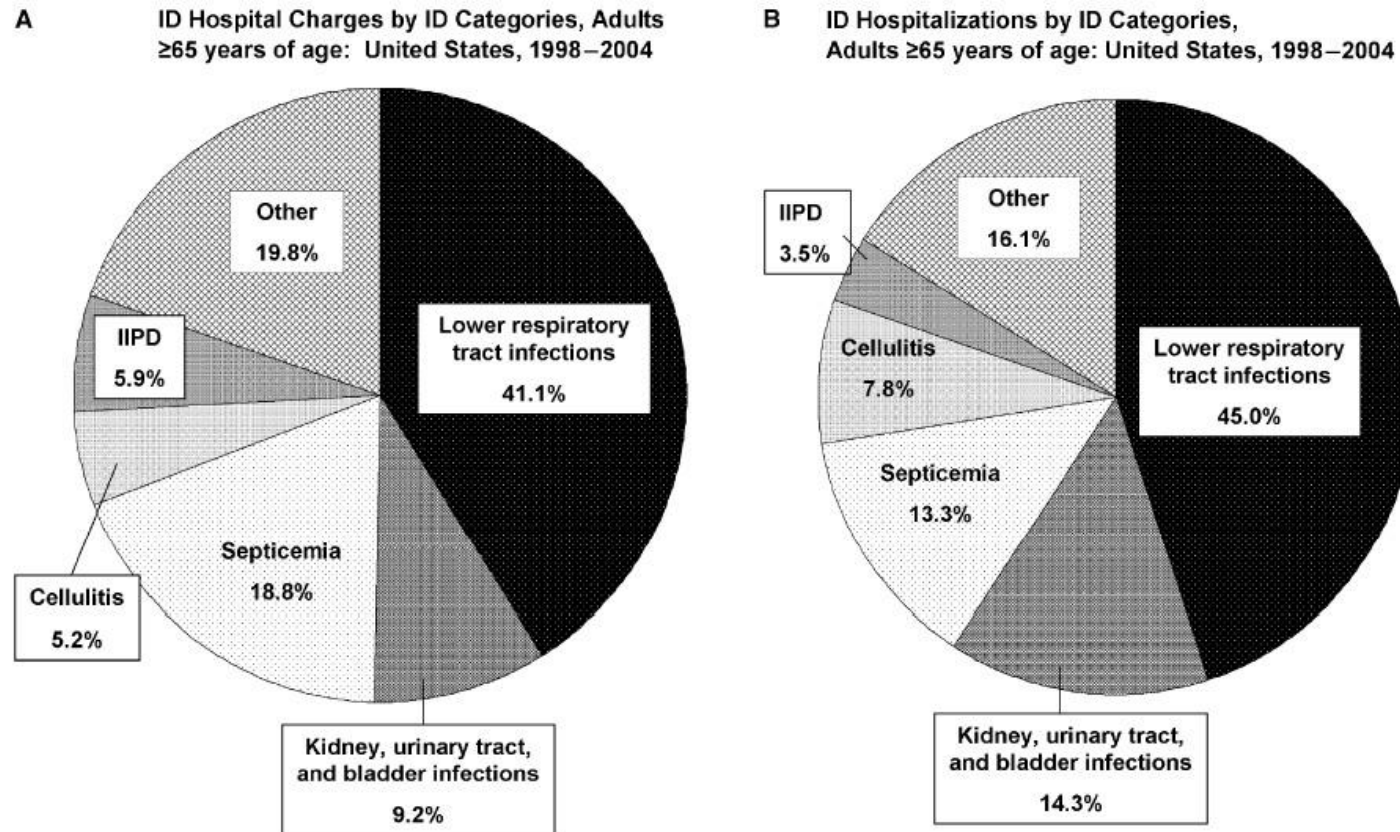 A
ID Hospital Charges by ID Categories, Adults
≥65 years of age: United States, 1998–2004
Other
19.8%
IIPD
5.9%
Lower respiratory
tract infections
41.1%
Septicemia
18.8%
Cellulitis
5.2%
Kidney, urinary tract,
and bladder infections
9.2%
B
ID Hospitalizations by ID Categories,
Adults ≥65 years of age: United States, 1998–2004
IIPD
3.5%
Other
16.1%
Cellulitis
7.8%
Lower respiratory
tract infections
45.0%
Septicemia
13.3%
Kidney, urinary tract,
and bladder infections
14.3%